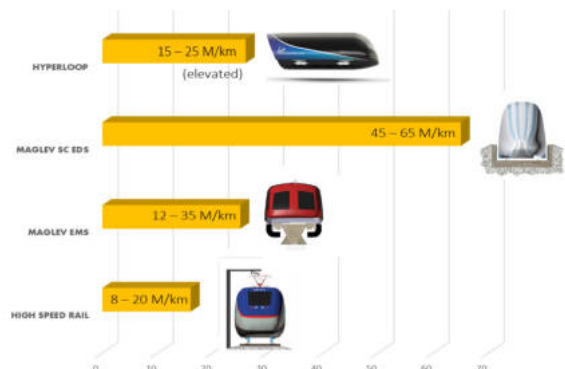 15 – 25 M/km
(elevated)
HYPERLOOP
45 – 65 M/km
MAGLEV SC EDS
12 – 35 M/km
MAGLEV EMS
8 – 20 M/km
HIGH SPEED RAIL
0 10 20 30 40 50 60 70